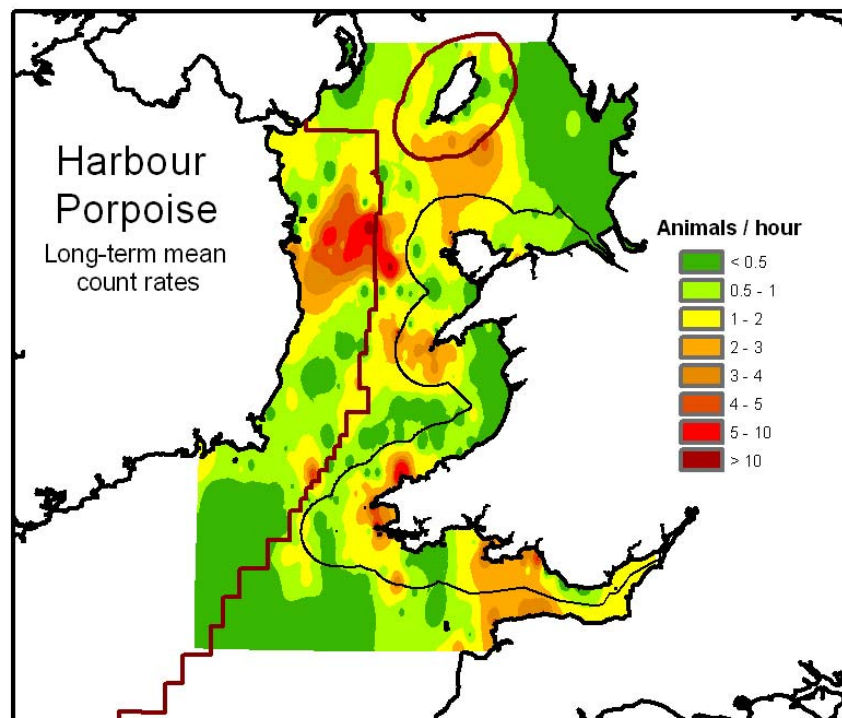 Harbour
Porpoise
Long-term mean
count rates
Animals / hour
< 0.5
0.5 - 1
1 - 2
2 - 3
3 - 4
4 - 5
5 - 10
> 10